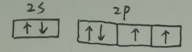 2s 2p
↑↓ ↑↓ ↑ ↑